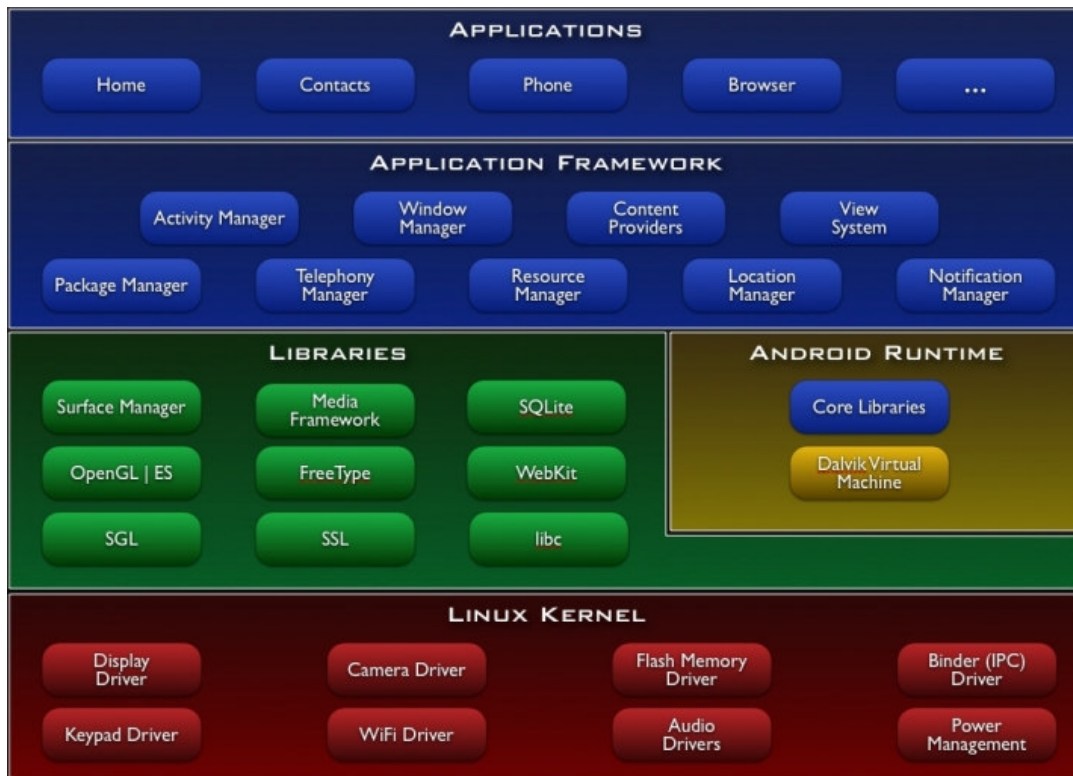 APPLICATIONS
Home
Contacts
Phone
Browser
...
APPLICATION FRAMEWORK
Activity Manager
Window
Manager
Content
Providers
View
System
Package Manager
Telephony
Manager
Resource
Manager
Location
Manager
Notification
Manager
LIBRARIES
Surface Manager
Media
Framework
SQLite
OpenGL | ES
FreeType
WebKit
SGL
SSL
libc
ANDROID RUNTIME
Core Libraries
Dalvik Virtual
Machine
LINUX KERNEL
Display
Driver
Camera Driver
Flash Memory
Driver
Binder (IPC)
Driver
Keypad Driver
WiFi Driver
Audio
Drivers
Power
Management